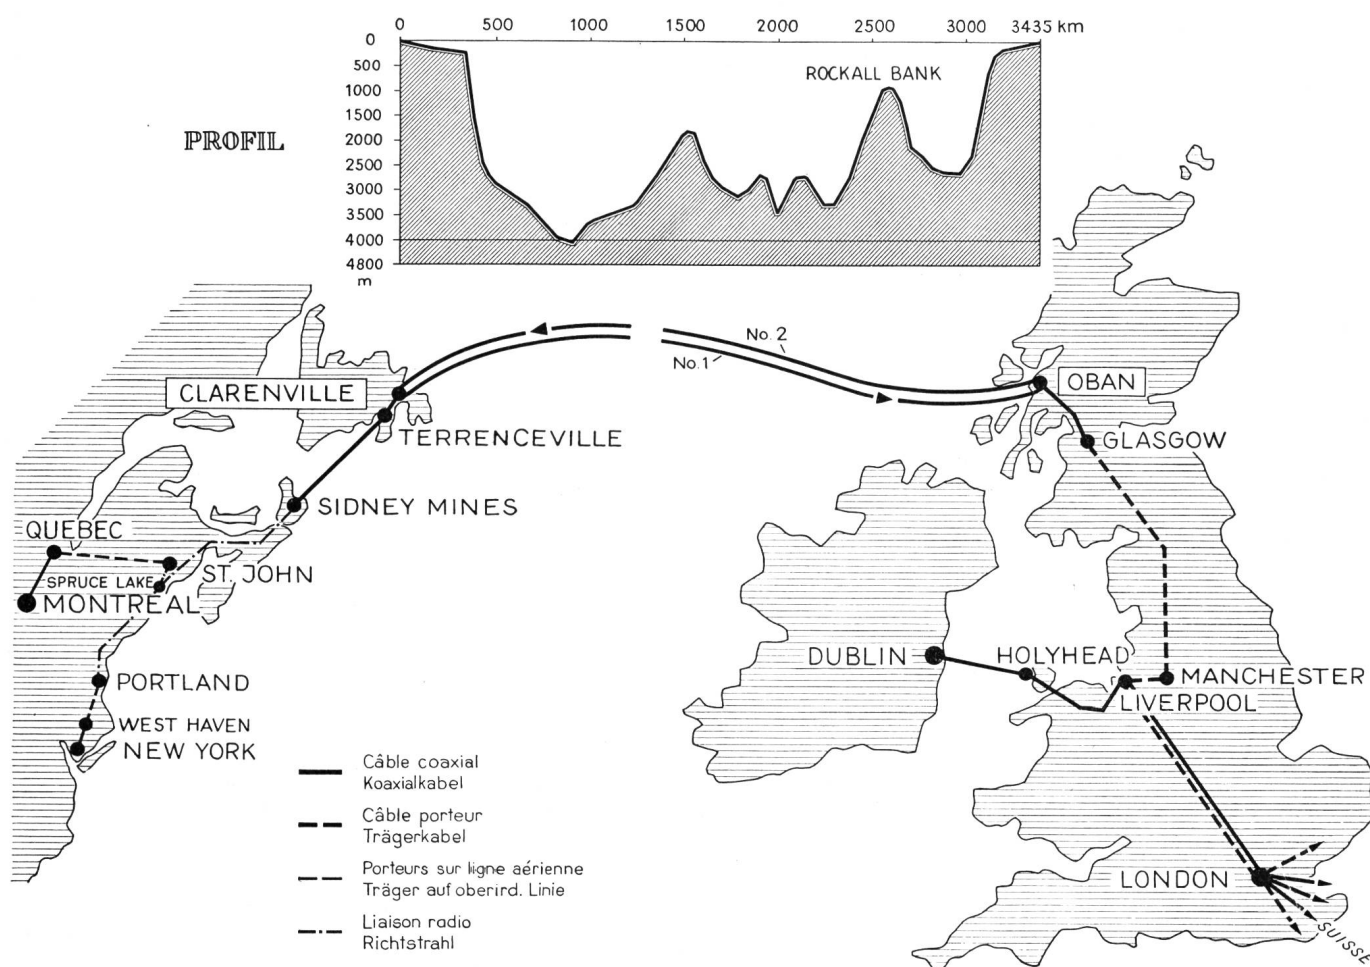 0 500 1000 1500 2000 2500 3000 3435 km
0
500
1000
1500
2000
2500
3000
3500
4000
4800
m
ROCKALL BANK
PROFIL
No. 2
No. 1
CLARENVILLE
OBAN
TERRENCEVILLE
GLASGOW
SIDNEY MINES
QUEBEC
ST. JOHN
SPRUCE LAKE
MONTREAL
DUBLIN
HOLYHEAD
MANCHESTER
LIVERPOOL
PORTLAND
WEST HAVEN
NEW YORK
Câble coaxial
Koaxialkabel
Câble porteur
Trägerkabel
Porteurs sur ligne aérienne
Träger auf oberird. Linie
Liaison radio
Richtstrahl
LONDON
SUISSE